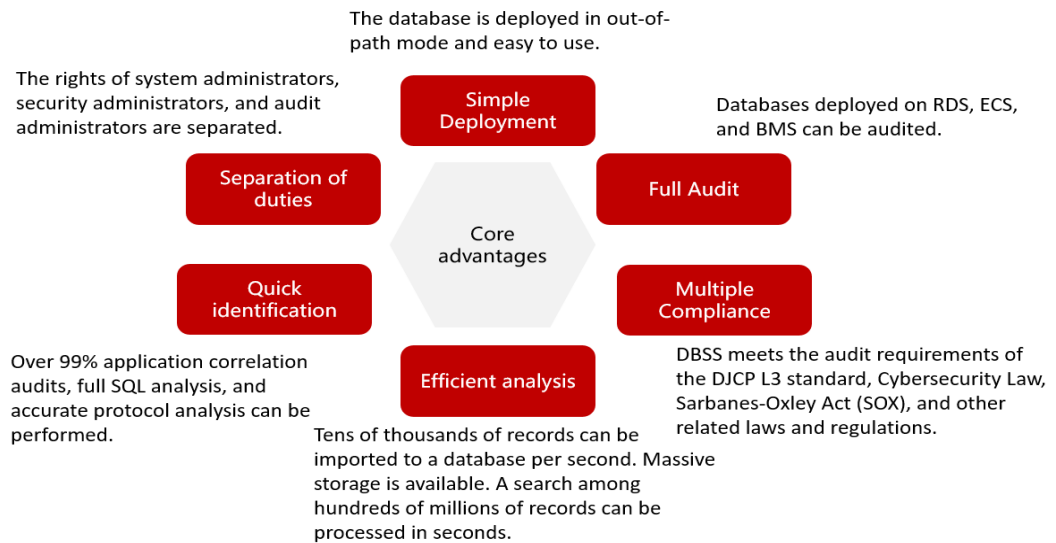 The database is deployed in out-of-
path mode and easy to use.
Simple
Deployment
The rights of system administrators,
security administrators, and audit
administrators are separated.
Separation of
duties
Databases deployed on RDS, ECS,
and BMS can be audited.
Full Audit
Core
advantages
Quick
identification
Over 99% application correlation
audits, full SQL analysis, and
accurate protocol analysis can be
performed.
Multiple
Compliance
DBSS meets the audit requirements of
the DJCP L3 standard, Cybersecurity Law,
Sarbanes-Oxley Act (SOX), and other
related laws and regulations.
Efficient analysis
Tens of thousands of records can be
imported to a database per second. Massive
storage is available. A search among
hundreds of millions of records can be
processed in seconds.